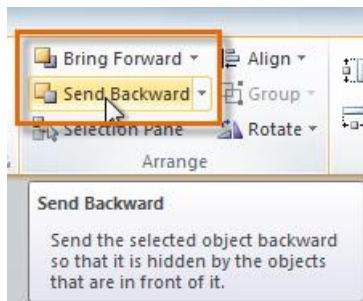 Bring Forward Align
Send Backward Group
Selection Pane Rotate
Arrange
Send Backward
Send the selected object backward
so that it is hidden by the objects
that are in front of it.